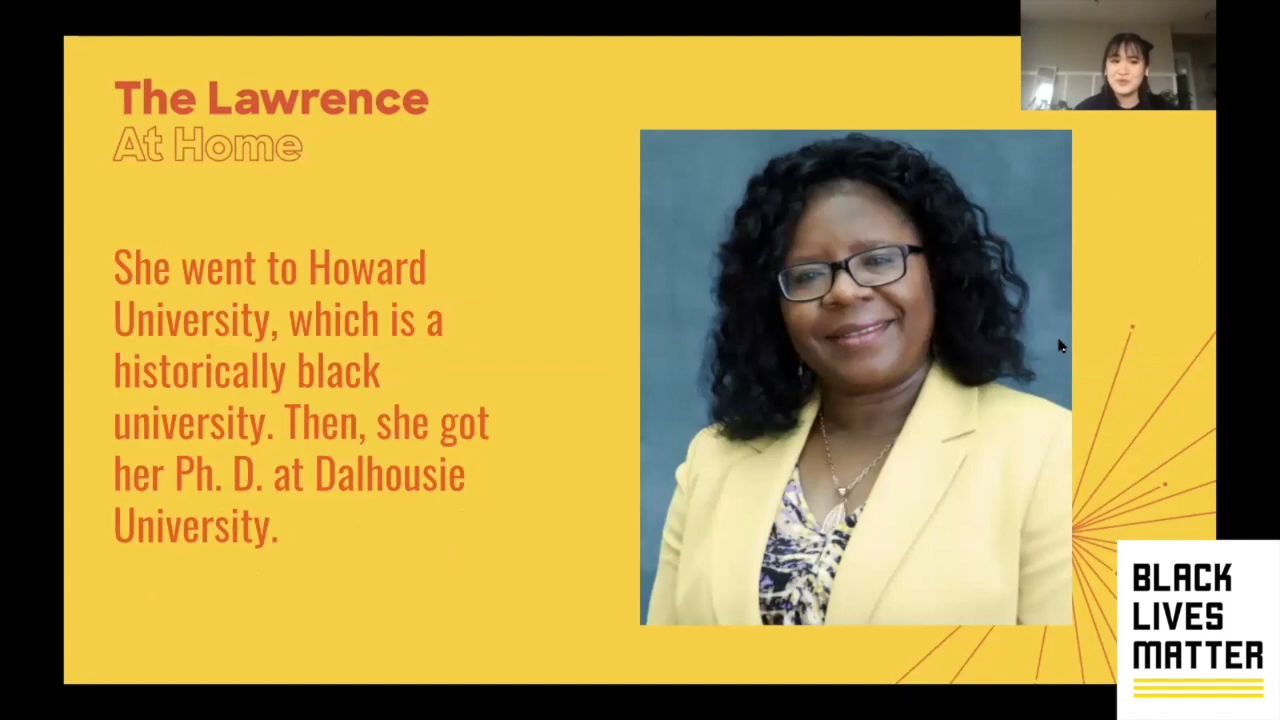 The Lawrence
At Home
She went to Howard
University, which is a
historically black
university. Then, she got
her Ph. D. at Dalhousie
University.
BLACK
LIVES
MATTER